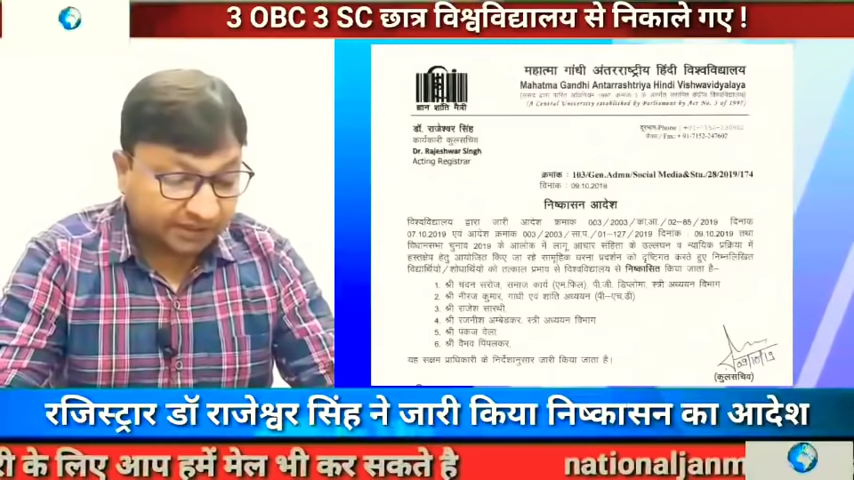 3 OBC 3 SC छात्र विश्वविद्यालय से निकाले गए !
महात्मा गांधी अंतरराष्ट्रीय हिंदी विश्वविद्यालय
Mahatma Gandhi Antarrashtriya Hindi Vishwavidyalaya
(A Central University established by Parliament by Act No. 3 of 1997)
ज्ञान शांति मैत्री
डॉ. राजेश्वर सिंह
कार्यकारी कुलसचिव
Dr. Rajeshwar Singh
Acting Registrar
Fax: +91-7152-247602
क्रमांक : 103/Gen.Admn/Social Media&Stu./28/2019/174
दिनांक : 09.10.2019
निष्कासन आदेश
विश्वविद्यालय द्वारा जारी आदेश क्रमांक 003/2003/का.आ./02-65/2019 दिनांक
07.10.2019 एवं आदेश क्रमांक 003/2003/सा.प./01-127/2019 दिनांक 09.10.2019 तथा
विधानसभा चुनाव 2019 के आलोक में लागू आचार संहिता के उल्लंघन व न्यायिक प्रक्रिया में
हस्तक्षेप हेतु आयोजित किए जा रहे सामूहिक धरना प्रदर्शन को दृष्टिगत करते हुए निम्नलिखित
विद्यार्थियों/शोधार्थियों को तत्काल प्रभाव से विश्वविद्यालय से निष्कासित किया जाता है–
1. श्री चंदन सरोज, समाज कार्य (एम.फिल), पी.जी. डिप्लोमा, स्त्री अध्ययन विभाग
2. श्री नीरज कुमार, गांधी एवं शांति अध्ययन (पी-एच.डी)
3. श्री राजेश सारथी,
4. श्री रजनीश अम्बेडकर, स्त्री अध्ययन विभाग
5. श्री पंकज वेला,
6. श्री वैभव पिंपलकर,
यह सक्षम प्राधिकारी के निर्देशानुसार जारी किया जाता है।
09/10/19
(कुलसचिव)
रजिस्ट्रार डॉ राजेश्वर सिंह ने जारी किया निष्कासन का आदेश
री के लिए आप हमें मेल भी कर सकते है nationaljanm